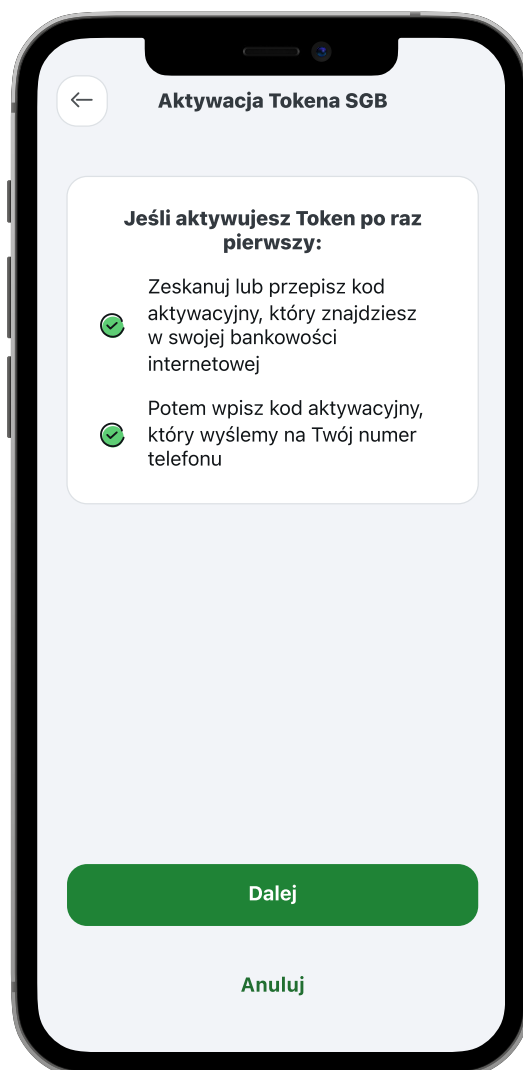 Aktywacja Tokena SGB
Jeśli aktywujesz Token po raz
pierwszy:
Zeskanuj lub przepisz kod
aktywacyjny, który znajdziesz
w swojej bankowości
internetowej
Potem wpisz kod aktywacyjny,
który wyślemy na Twój numer
telefonu
Dalej
Anuluj